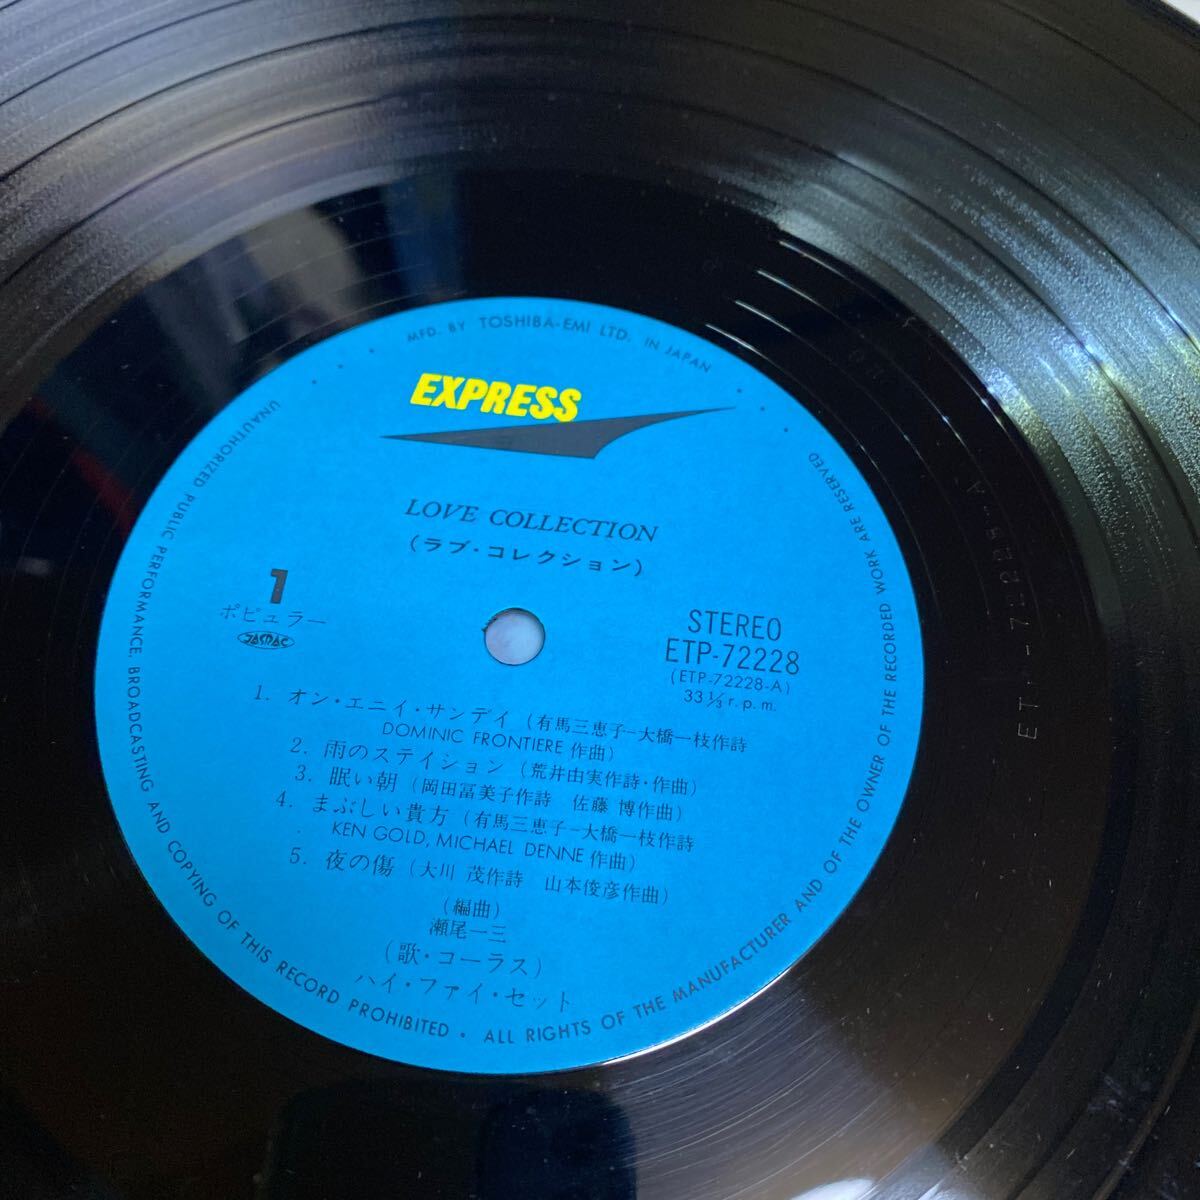 MFD. BY TOSHIBA-EMI LTD. IN JAPAN
EXPRESS
LOVE COLLECTION
(ラブ・コレクション)
1
ポピュラー
JASRAC
STEREO
ETP-72228
(ETP-72228-A)
33 1/3 r.p.m.
1. オン・エニイ・サンデイ (有馬三恵子ー大橋一枝作詩
DOMINIC FRONTIERE 作曲)
2. 雨のステイション (荒井由実作詩・作曲)
3. 眠い朝 (岡田冨美子作詩 佐藤 博作曲)
4. まぶしい貴方 (有馬三恵子ー大橋一枝作詩
KEN GOLD, MICHAEL DENNE 作曲)
5. 夜の傷 (大川 茂作詩 山本俊彦作曲)
(編曲)
瀬尾一三
(歌・コーラス)
ハイ・ファイ・セット
UNAUTHORIZED PUBLIC PERFORMANCE, BROADCASTING AND COPYING OF THIS RECORD PROHIBITED • ALL RIGHTS OF THE MANUFACTURER AND OF THE OWNER OF THE RECORDED WORK ARE RESERVED